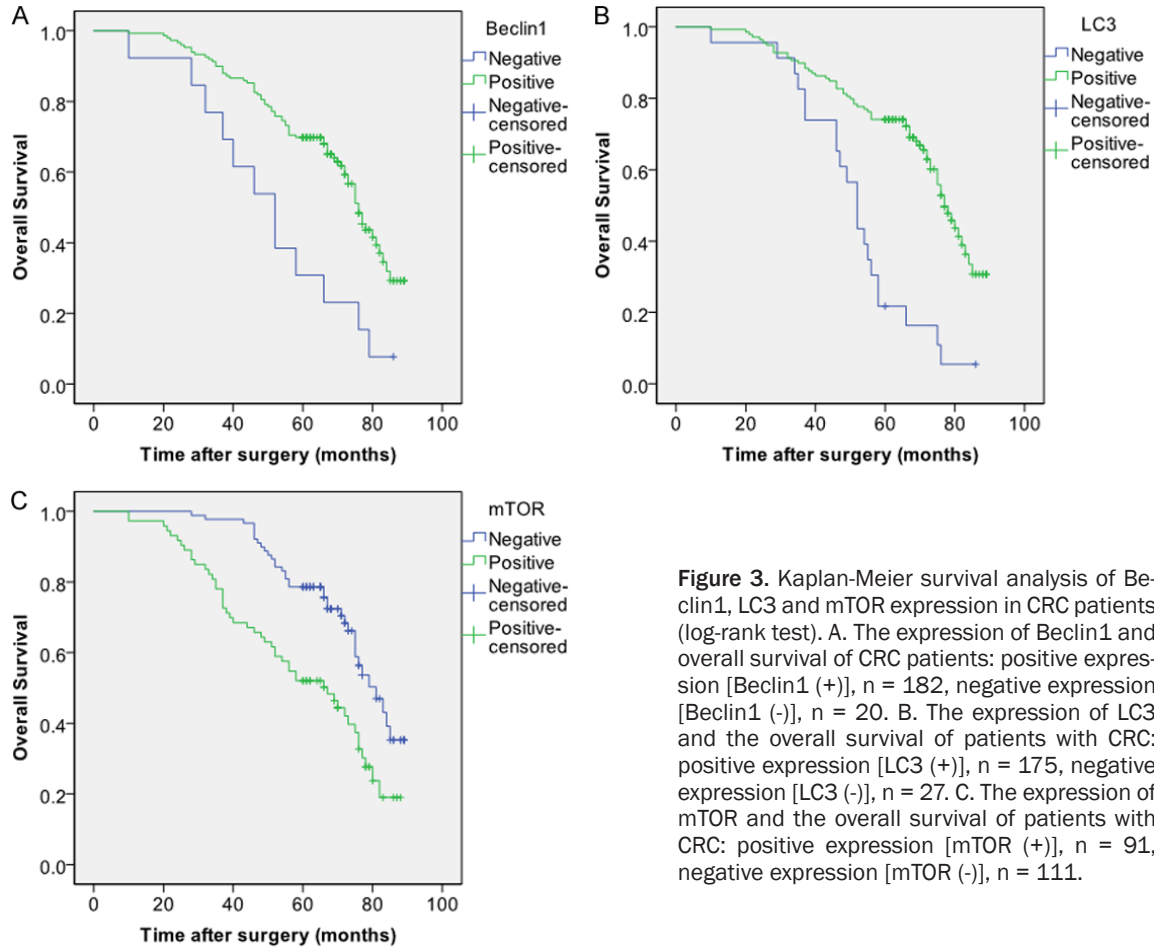 A
Beclin1
Negative
Positive
Negative-
censored
Positive-
censored
Overall Survival
1.0
0.8
0.6
0.4
0.2
0.0
0 20 40 60 80 100
Time after surgery (months)
B
LC3
Negative
Positive
Negative-
censored
Positive-
censored
Overall Survival
1.0
0.8
0.6
0.4
0.2
0.0
0 20 40 60 80 100
Time after surgery (months)
C
mTOR
Negative
Positive
Negative-
censored
Positive-
censored
Overall Survival
1.0
0.8
0.6
0.4
0.2
0.0
0 20 40 60 80 100
Time after surgery (months)
Figure 3. Kaplan-Meier survival analysis of Be-
clin1, LC3 and mTOR expression in CRC patients
(log-rank test). A. The expression of Beclin1 and
overall survival of CRC patients: positive expres-
sion [Beclin1 (+)], n = 182, negative expression
[Beclin1 (-)], n = 20. B. The expression of LC3
and the overall survival of patients with CRC:
positive expression [LC3 (+)], n = 175, negative
expression [LC3 (-)], n = 27. C. The expression of
mTOR and the overall survival of patients with
CRC: positive expression [mTOR (+)], n = 91,
negative expression [mTOR (-)], n = 111.